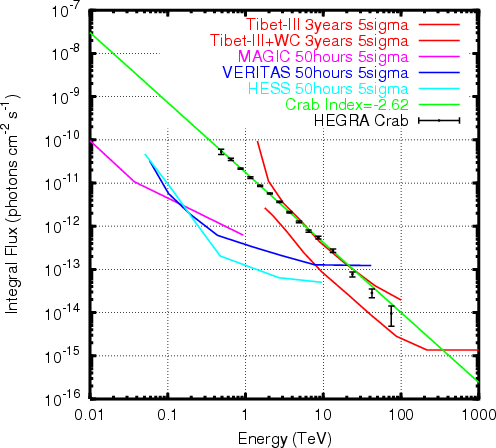 10^-7
10^-8
10^-9
10^-10
10^-11
10^-12
10^-13
10^-14
10^-15
10^-16
Integral Flux (photons cm^-2 s^-1)
Tibet-III 3years 5sigma
Tibet-III+WC 3years 5sigma
MAGIC 50hours 5sigma
VERITAS 50hours 5sigma
HESS 50hours 5sigma
Crab Index=-2.62
HEGRA Crab
0.01 0.1 1 10 100 1000
Energy (TeV)